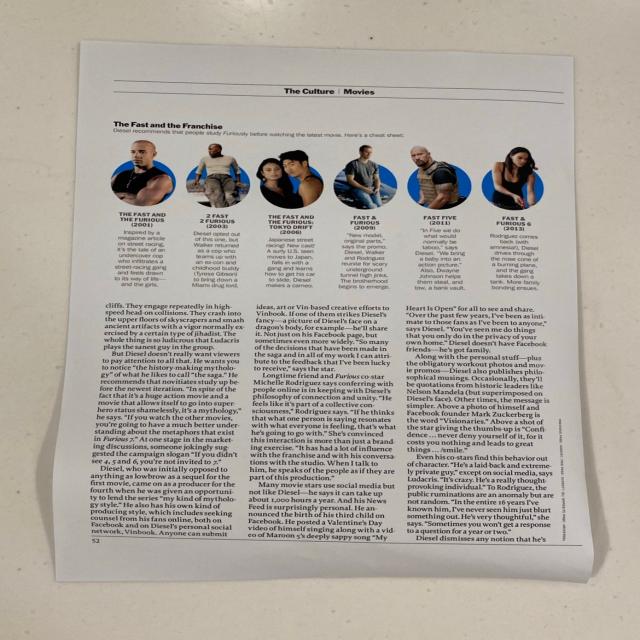 The Culture | Movies
The Fast and the Franchise
Diesel recommends that people study Furiously before watching the latest movie. Here's a cheat sheet:
THE FAST AND
THE FURIOUS
(2001)
Inspired by a
magazine article
on street racing,
it's the tale of an
undercover cop
who infiltrates a
street-racing gang
and feels drawn
to its way of life—
and the girls.
2 FAST
2 FURIOUS
(2003)
Diesel opted out
of this one, but
Walker returned
as a cop who
teams up with
an ex-con and
childhood buddy
(Tyrese Gibson)
to bring down a
Miami drug lord.
THE FAST AND
THE FURIOUS:
TOKYO DRIFT
(2006)
Japanese street
racing! New cast!
A surly U.S. teen
moves to Japan,
falls in with a
gang and learns
how to get his car
to slide. Diesel
makes a cameo.
FAST &
FURIOUS
(2009)
"New model,
original parts,"
says the promo.
Diesel, Walker
and Rodriguez
reunite for scary
underground
tunnel high jinks.
The brotherhood
begins to emerge.
FAST FIVE
(2011)
"In Five we do
what would
normally be
taboo," says
Diesel. "We bring
a baby into an
action picture."
Also, Dwayne
Johnson helps
them steal, and
tow, a bank vault.
FAST &
FURIOUS 6
(2013)
Rodriguez comes
back (with
amnesia!), Diesel
drives through
the nose cone of
a burning plane,
and the gang
takes down a
tank. More family
bonding ensues.
cliffs. They engage repeatedly in high-
speed head-on collisions. They crash into
the upper floors of skyscrapers and smash
ancient artifacts with a vigor normally ex-
ercised by a certain type of jihadist. The
whole thing is so ludicrous that Ludacris
plays the sanest guy in the group.
But Diesel doesn't really want viewers
to pay attention to all that. He wants you
to notice "the history-making mytholo-
gy" of what he likes to call "the saga." He
recommends that novitiates study up be-
fore the newest iteration. "In spite of the
fact that it's a huge action movie and a
movie that allows itself to go into super-
hero status shamelessly, it's a mythology,"
he says. "If you watch the other movies,
you're going to have a much better under-
standing about the metaphors that exist
in Furious 7." At one stage in the market-
ing discussions, someone jokingly sug-
gested the campaign slogan "If you didn't
see 4, 5 and 6, you're not invited to 7."
Diesel, who was initially opposed to
anything as lowbrow as a sequel for the
first movie, came on as a producer for the
fourth when he was given an opportuni-
ty to lend the series "my kind of mytholo-
gy style." He also has his own kind of
producing style, which includes seeking
counsel from his fans online, both on
Facebook and on Diesel's personal social
network, Vinbook. Anyone can submit
ideas, art or Vin-based creative efforts to
Vinbook. If one of them strikes Diesel's
fancy—a picture of Diesel's face on a
dragon's body, for example—he'll share
it. Not just on his Facebook page, but
sometimes even more widely. "So many
of the decisions that have been made in
the saga and in all of my work I can attri-
bute to the feedback that I've been lucky
to receive," says the star.
Longtime friend and Furious co-star
Michelle Rodriguez says conferring with
people online is in keeping with Diesel's
philosophy of connection and unity. "He
feels like it's part of a collective con-
sciousness," Rodriguez says. "If he thinks
that what one person is saying resonates
with what everyone is feeling, that's what
he's going to go with." She's convinced
this interaction is more than just a brand-
ing exercise. "It has had a lot of influence
with the franchise and with his conversa-
tions with the studio. When I talk to
him, he speaks of the people as if they are
part of this production."
Many movie stars use social media but
not like Diesel—he says it can take up
about 1,000 hours a year. And his News
Feed is surprisingly personal. He an-
nounced the birth of his third child on
Facebook. He posted a Valentine's Day
video of himself singing along with a vid-
eo of Maroon 5's deeply sappy song "My
Heart Is Open" for all to see and share.
"Over the past few years, I've been as inti-
mate to those fans as I've been to anyone,"
says Diesel. "You've seen me do things
that you only do in the privacy of your
own home." Diesel doesn't have Facebook
friends—he's got family.
Along with the personal stuff—plus
the obligatory workout photos and mov-
ie promos—Diesel also publishes philo-
sophical musings. Occasionally, they'll
be quotations from historic leaders like
Nelson Mandela (but superimposed on
Diesel's face). Other times, the message is
simpler. Above a photo of himself and
Facebook founder Mark Zuckerberg is
the word "Visionaries." Above a shot of
the star giving the thumbs-up is "Confi-
dence ... never deny yourself of it, for it
costs you nothing and leads to great
things ... /smile."
Even his co-stars find this behavior out
of character. "He's a laid-back and extreme-
ly private guy," except on social media, says
Ludacris. "It's crazy. He's a really thought-
provoking individual." To Rodriguez, the
public ruminations are an anomaly but are
not random. "In the entire 16 years I've
known him, I've never seen him just blurt
something out. He's very thoughtful," she
says. "Sometimes you won't get a response
to a question for a year or two."
Diesel dismisses any notion that he's
52